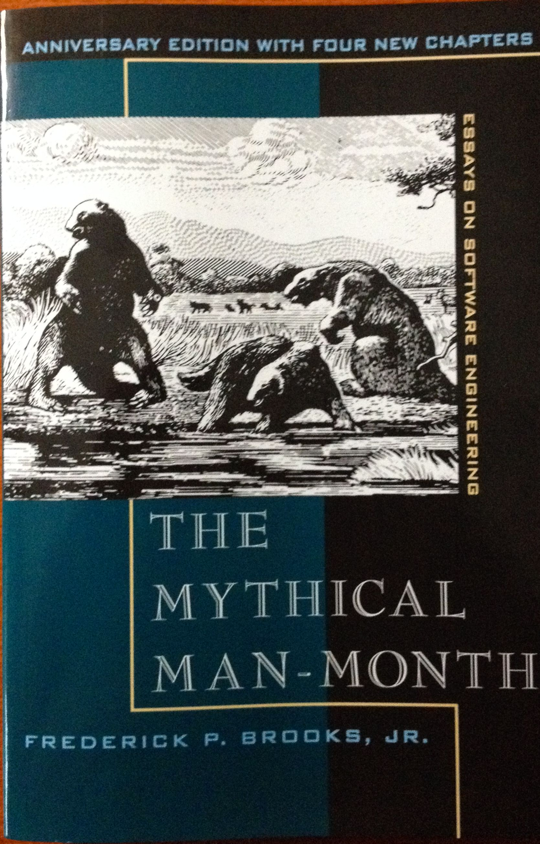 ANNIVERSARY EDITION WITH FOUR NEW CHAPTERS
ESSAYS ON SOFTWARE ENGINEERING
THE
MYTHICAL
MAN-MONTH
FREDERICK P. BROOKS, JR.